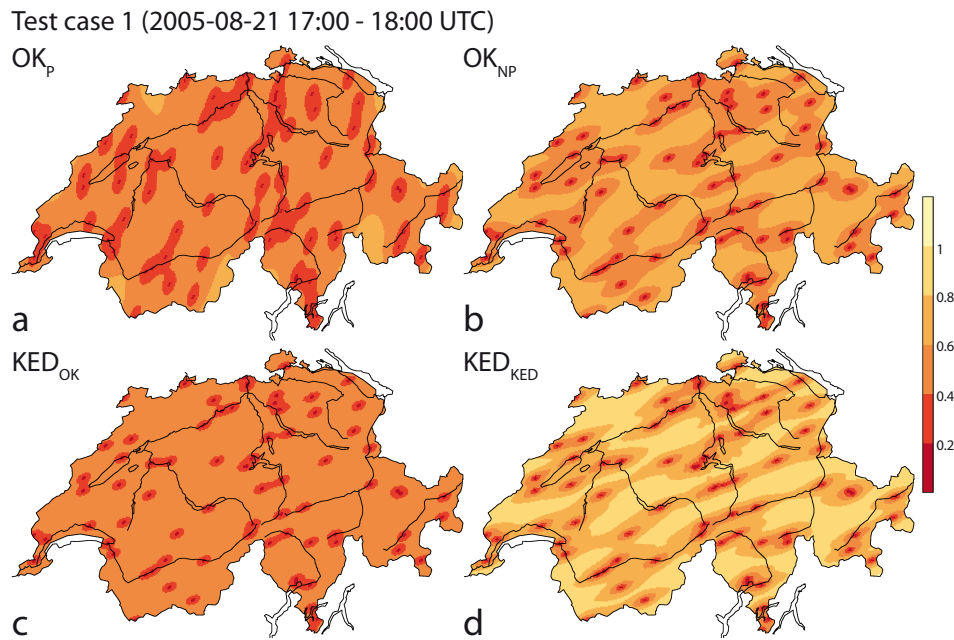 Test case 1 (2005-08-21 17:00 - 18:00 UTC)
OKP
OKNP
a
b
1
0.8
0.6
0.4
0.2
KEDOK
KEDKED
c
d